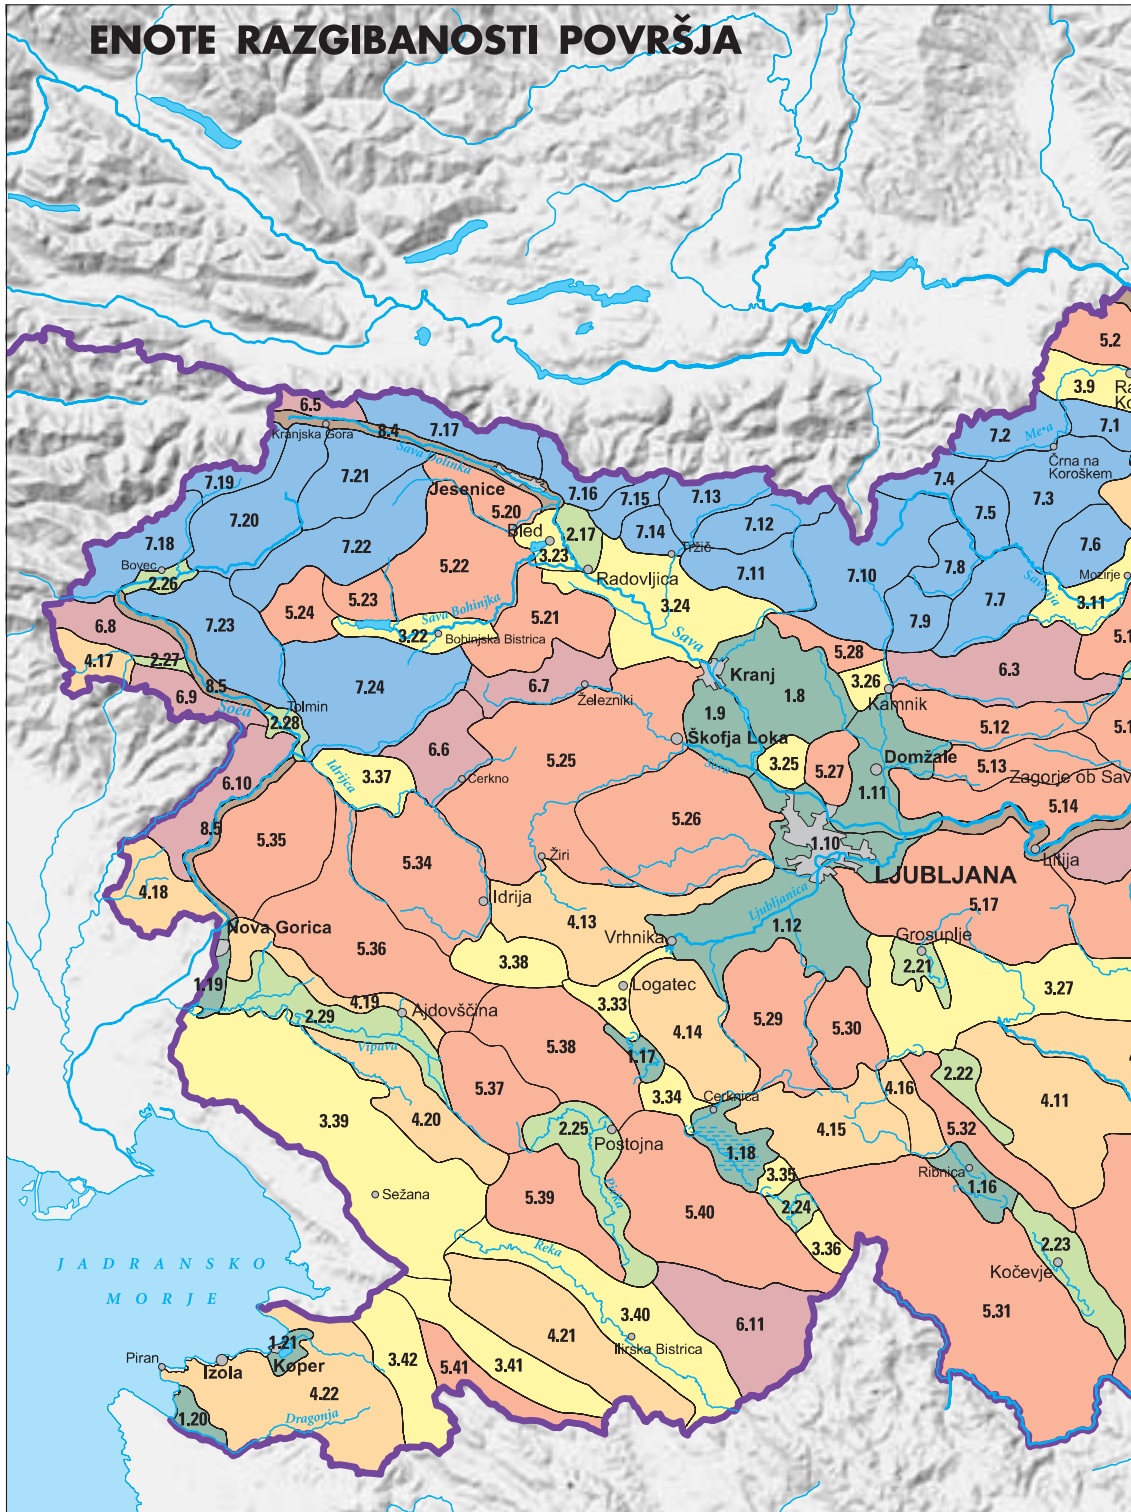 ENOTE RAZGIBANOSTI POVRŠJA
5.2
3.9
Ra
Ko
6.5
Kranjska Gora
8.4
7.17
Sava Dolinka
7.2
Me•a
7.1
Črna na
Koroškem
7.19
7.21
Jesenice
5.20
7.16
7.15
7.13
7.4
7.3
7.5
7.20
Bled
2.17
7.14
7.12
7.18
7.22
3.23
Tržič
7.6
Bovec
2.26
5.22
Radovljica
7.11
7.10
7.8
Mozirje
Savinja
3.11
5.24
5.23
Sava Bohinjka
3.24
7.7
7.23
3.22
Bohinjska Bistrica
5.21
Sava
7.9
6.8
5.1
4.17
2.27
5.28
6.3
8.5
7.24
6.7
Kranj
3.26
6.9
Soča
Tolmin
Železniki
1.8
Kamnik
2.28
1.9
5.12
5.1
6.6
Škofja Loka
Domžale
6.10
Idrijca
3.37
Cerkno
5.25
Sora
3.25
5.27
5.13
Zagorje ob Sav
1.11
5.14
8.5
5.35
5.34
5.26
1.10
Žiri
Litija
4.18
Idrija
LJUBLJANA
4.13
Ljubljanica
5.17
Nova Gorica
5.36
Vrhnika
1.12
Grosuplje
3.38
2.21
1.19
Logatec
3.27
4.19
3.33
2.29
Ajdovščina
5.29
5.30
Vipava
5.38
4.14
1.17
5.37
2.22
4.16
3.34
Cerknica
4.11
3.39
4.20
2.25
Postojna
4.15
5.32
1.18
Ribnica
3.35
1.16
Sežana
5.39
Pivka
5.40
2.24
Reka
3.36
2.23
Kočevje
JADRANSKO
MORJE
3.40
5.31
6.11
4.21
1.21
Ilirska Bistrica
Piran
Izola
Koper
3.42
5.41
3.41
4.22
1.20
Dragonja